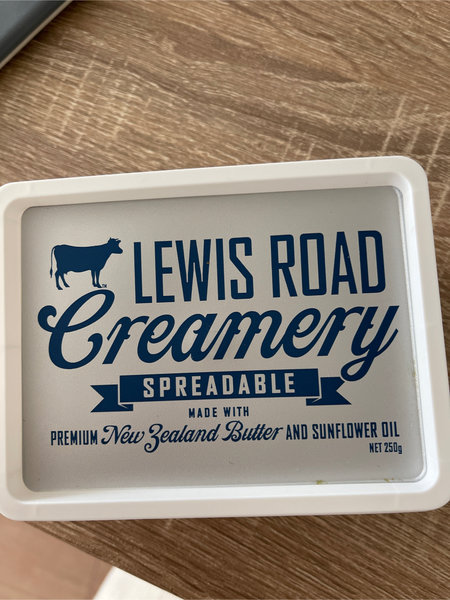 LEWIS ROAD
Creamery
SPREADABLE
MADE WITH
PREMIUM New Zealand Butter AND SUNFLOWER OIL
NET 250g